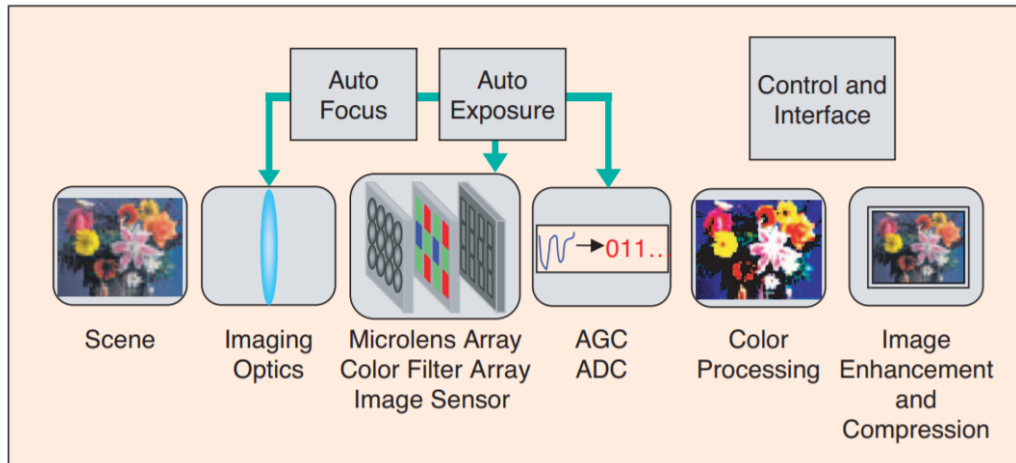 Auto
Focus
Auto
Exposure
Control and
Interface
011...
Scene
Imaging
Optics
Microlens Array
Color Filter Array
Image Sensor
AGC
ADC
Color
Processing
Image
Enhancement
and
Compression